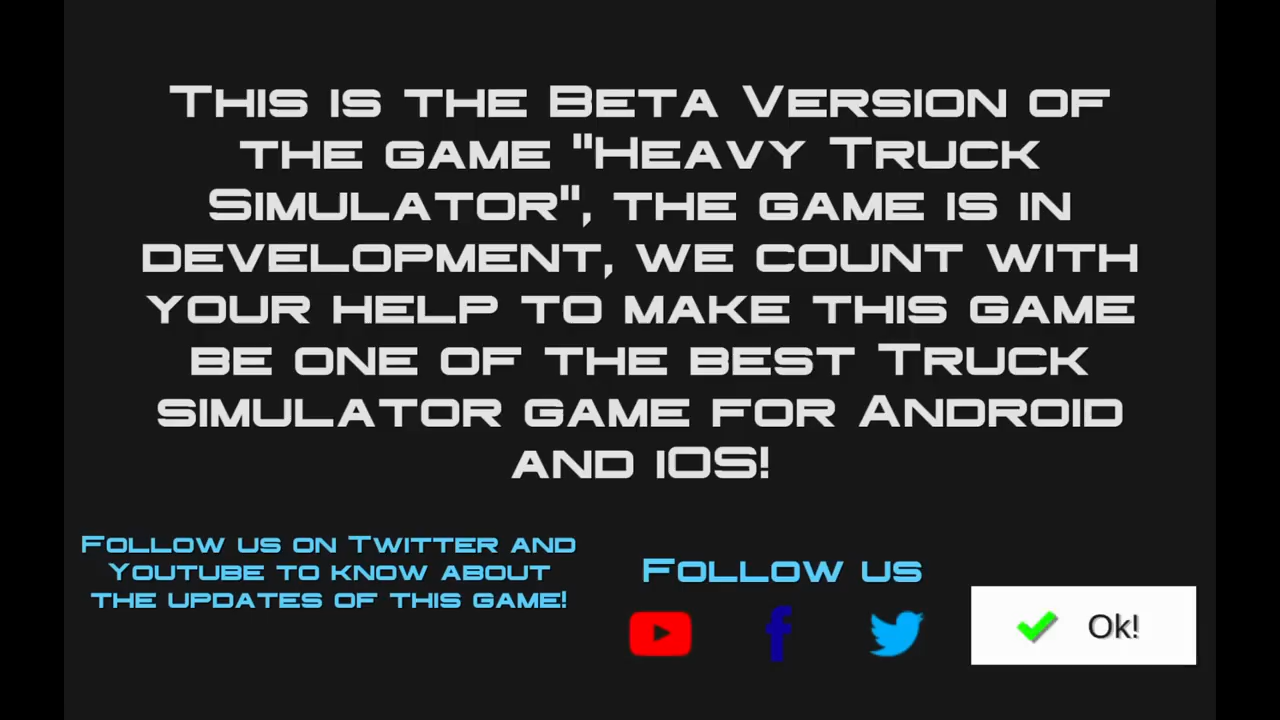 This is the Beta Version of
the game "Heavy Truck
Simulator", the game is in
development, we count with
your help to make this game
be one of the best Truck
simulator game for Android
and iOS!
Follow us on Twitter and
Youtube to know about
the updates of this game!
Follow us
Ok!